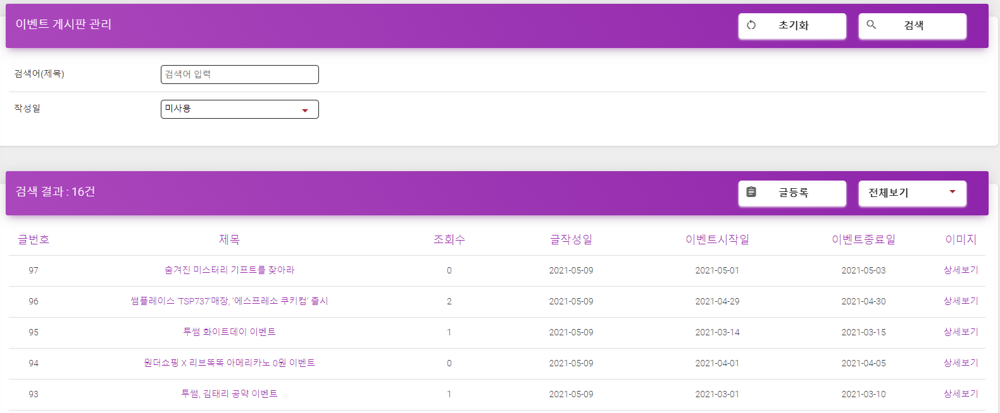 이벤트 게시판 관리 초기화 검색
검색어(제목) 검색어 입력
작성일 미사용
검색 결과 : 16건 글등록 전체보기
글번호 제목 조회수 글작성일 이벤트시작일 이벤트종료일 이미지
97 숨겨진 미스터리 기프트를 찾아라 0 2021-05-09 2021-05-01 2021-05-03 상세보기
96 썸플레이스 'TSP737'매장, '에스프레소 쿠키컵' 출시 2 2021-05-09 2021-04-29 2021-04-30 상세보기
95 투썸 화이트데이 이벤트 1 2021-05-09 2021-03-14 2021-03-15 상세보기
94 원더쇼핑 X 리브똑똑 아메리카노 0원 이벤트 0 2021-05-09 2021-04-01 2021-04-05 상세보기
93 투썸, 김태리 공약 이벤트 1 2021-05-09 2021-03-01 2021-03-10 상세보기